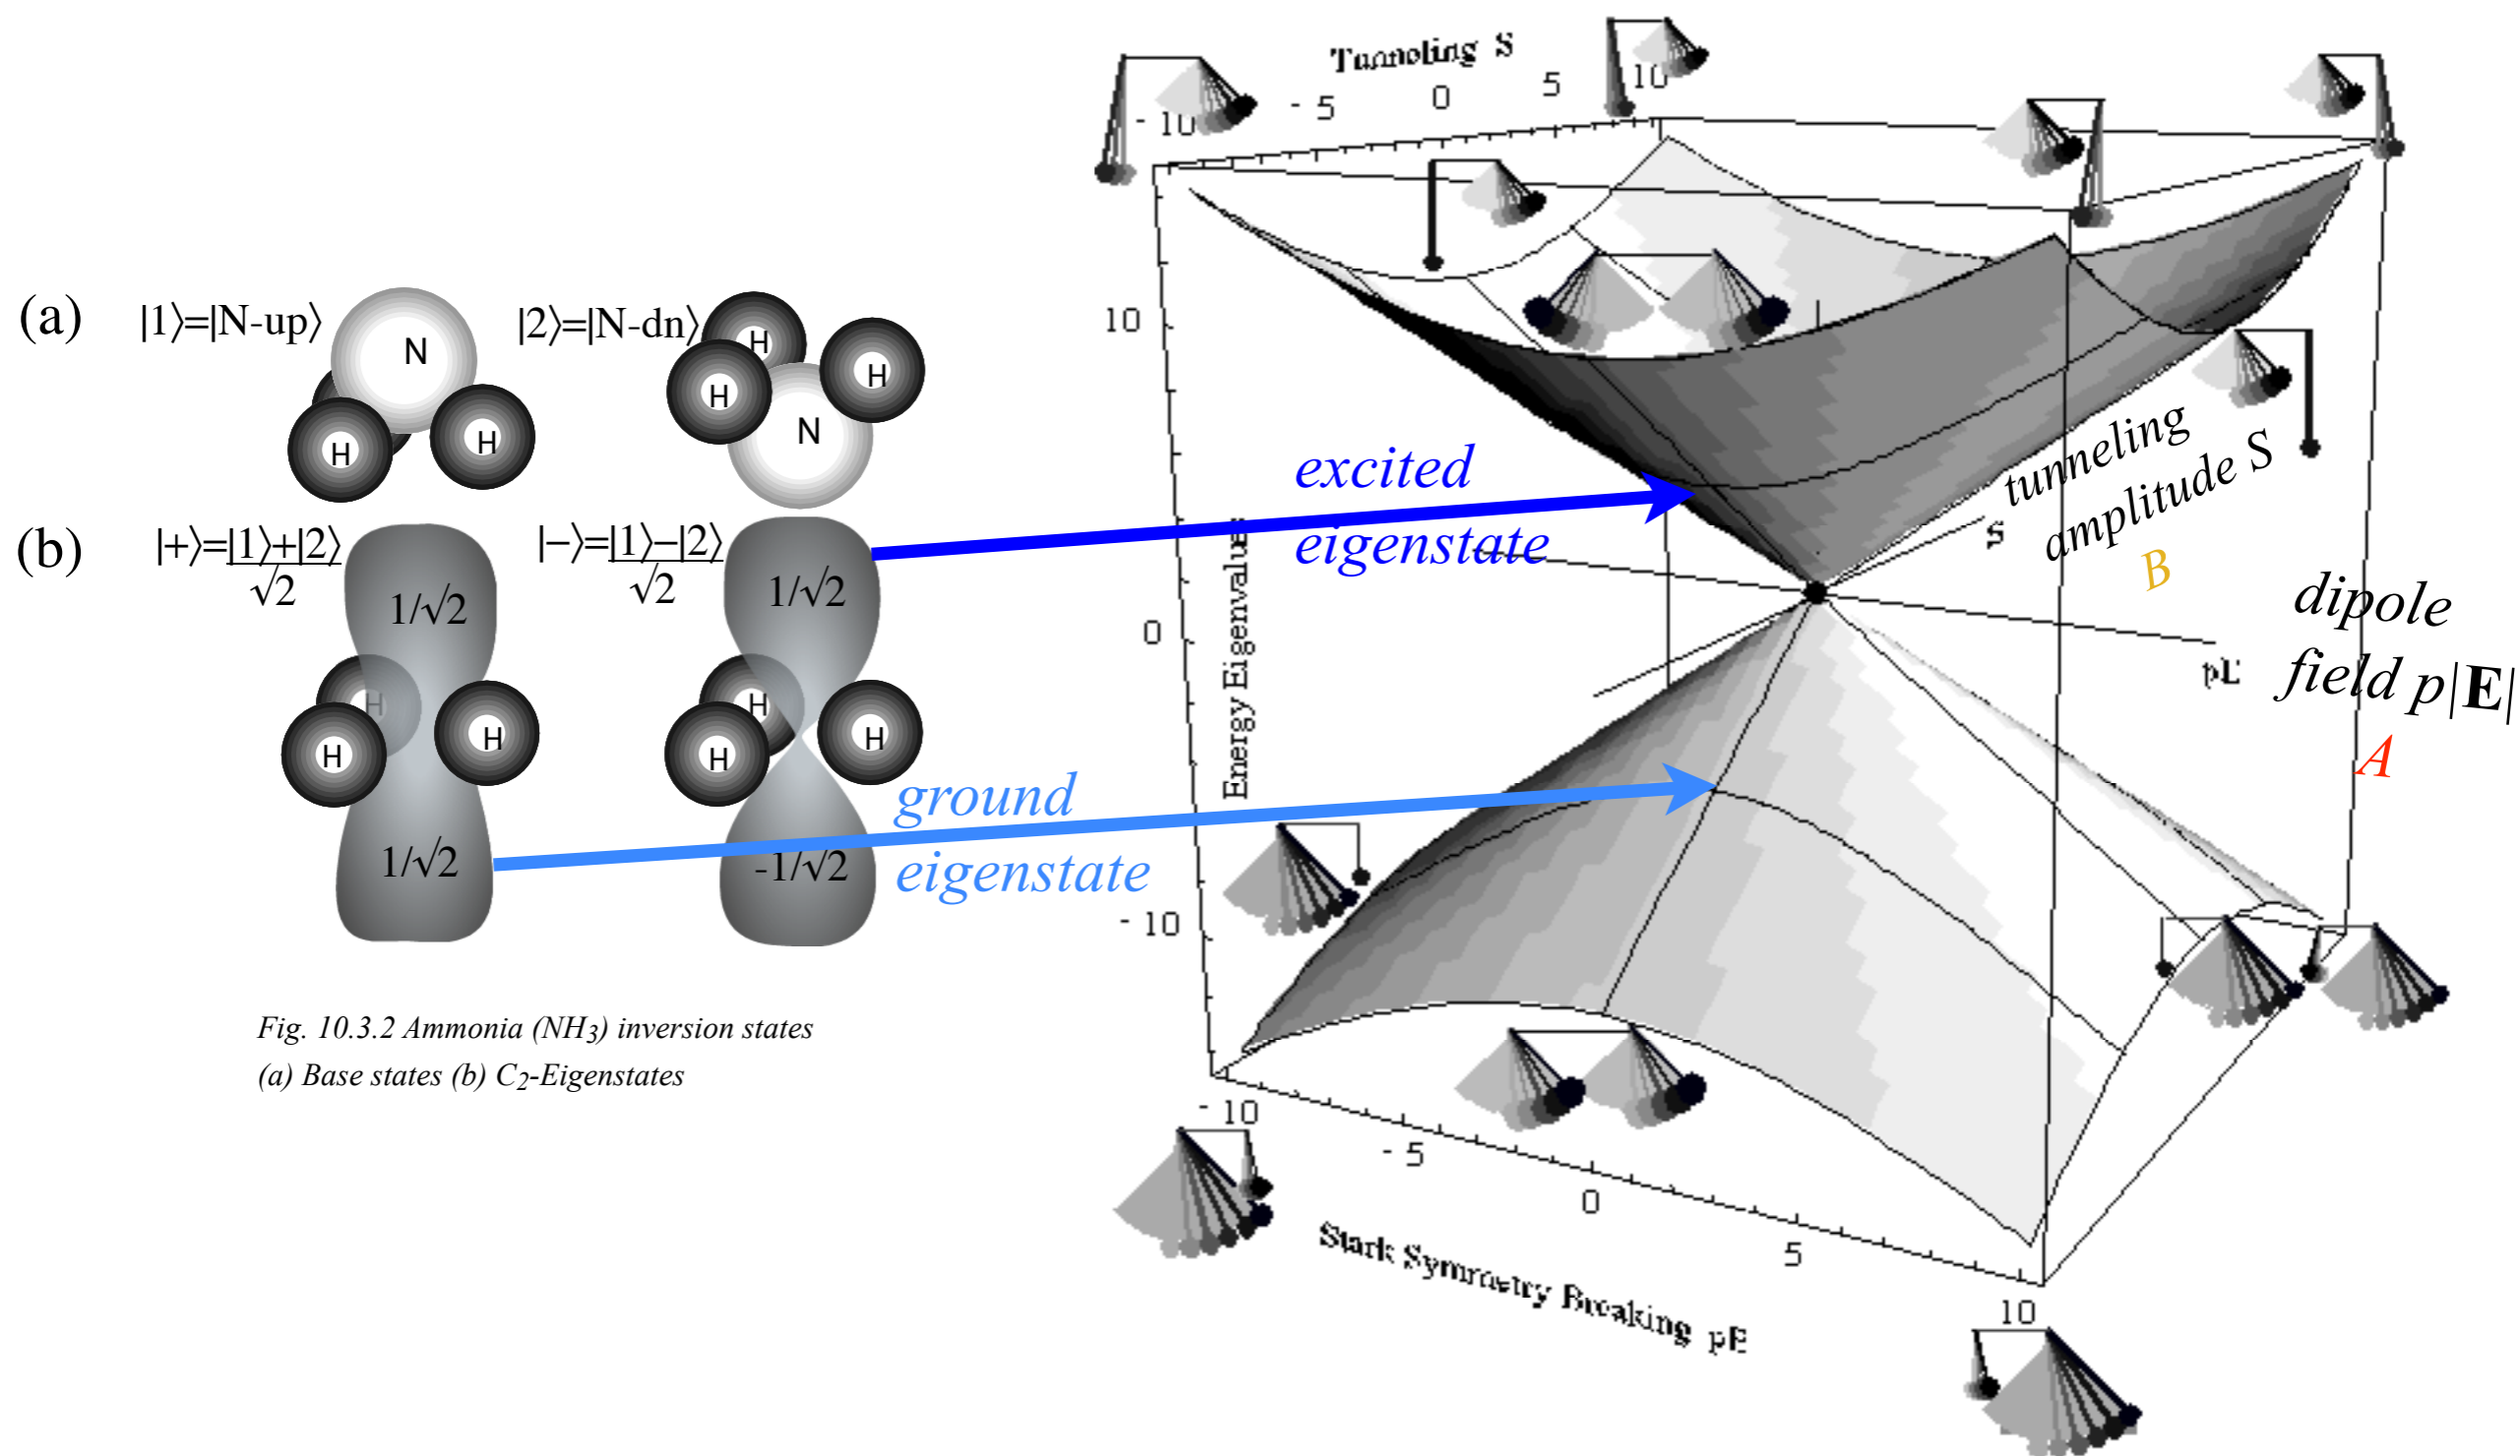 (a)
|1⟩=|N-up⟩
|2⟩=|N-dn⟩
N
H
H
H
H
H
N
(b)
|+⟩=|1⟩+|2⟩
√2
|−⟩=|1⟩−|2⟩
√2
1/√2
1/√2
H
H
H
H
H
H
1/√2
-1/√2
excited
eigenstate
ground
eigenstate
Fig. 10.3.2 Ammonia (NH3) inversion states
(a) Base states (b) C2-Eigenstates
Tunneling S
- 10
- 5
0
5
10
Energy Eigenvalues
10
0
- 10
S
pE
tunneling
amplitude S
B
dipole
field p|E|
A
- 10
- 5
0
5
10
Stark Symmetry Breaking pE